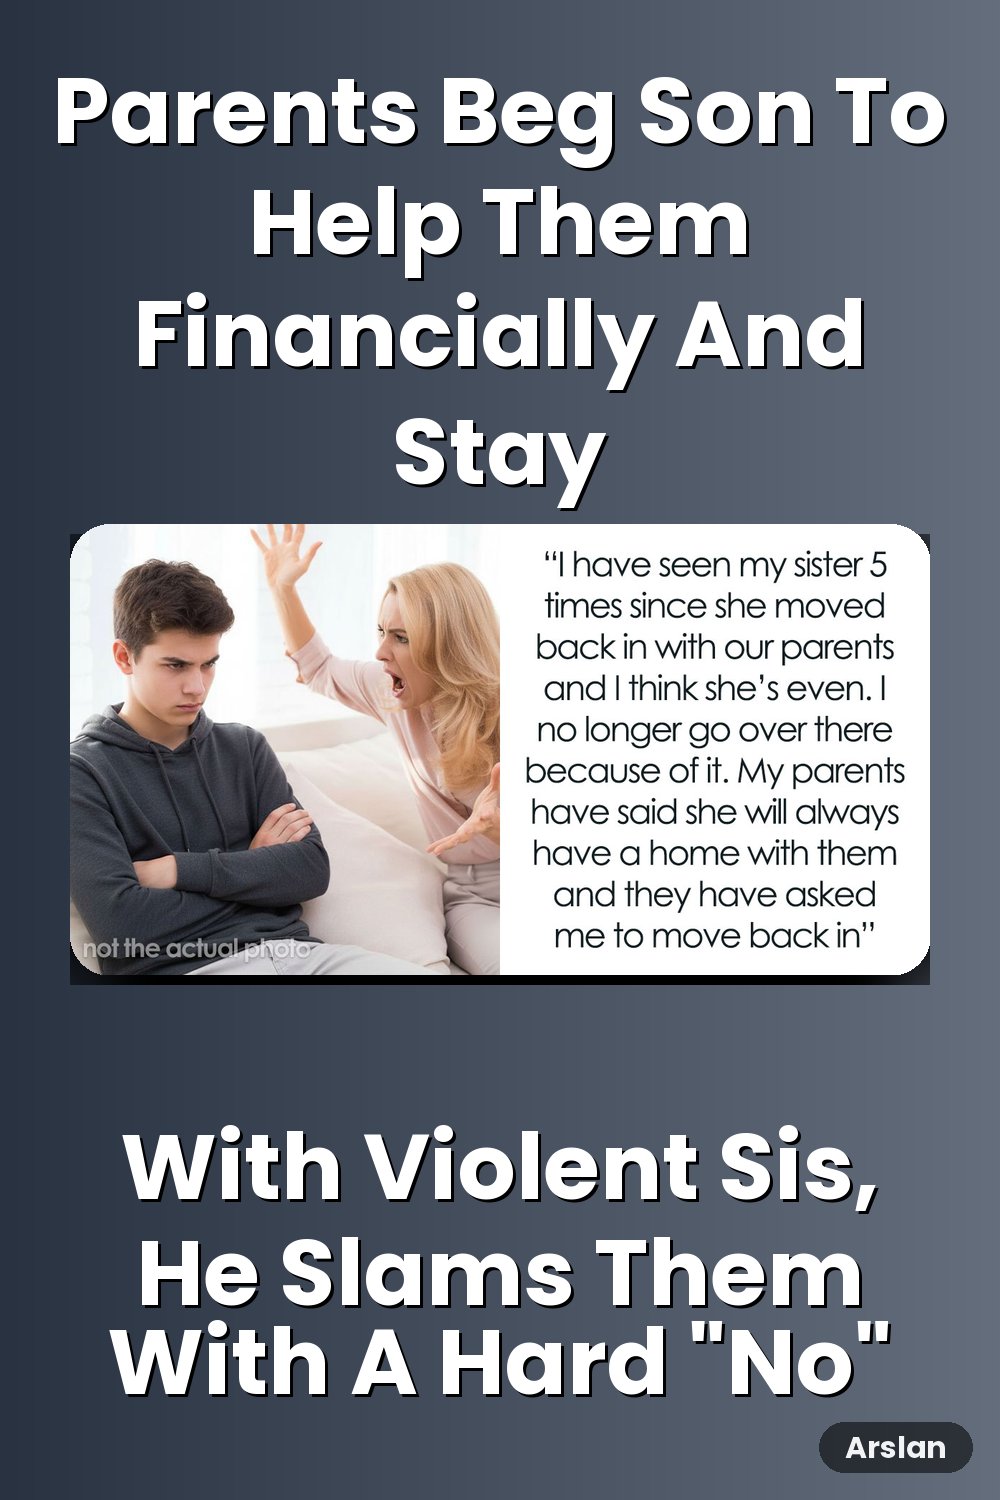 Parents Beg Son To
Help Them
Financially And
Stay
“I have seen my sister 5
times since she moved
back in with our parents
and I think she’s even. I
no longer go over there
because of it. My parents
have said she will always
have a home with them
and they have asked
me to move back in”
not the actual photo
With Violent Sis,
He Slams Them
With A Hard "No"
Arslan